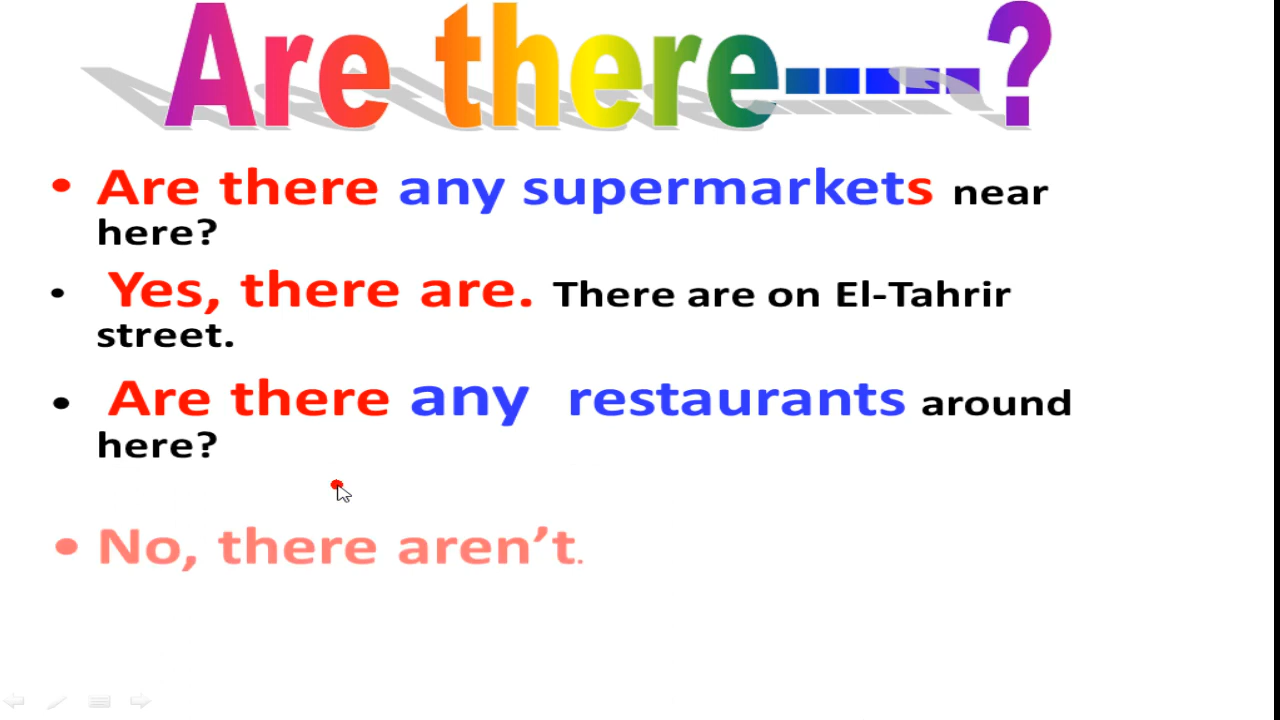 Are there-----?
• Are there any supermarkets near
here?
• Yes, there are. There are on El-Tahrir
street.
• Are there any restaurants around
here?
• No, there aren’t.